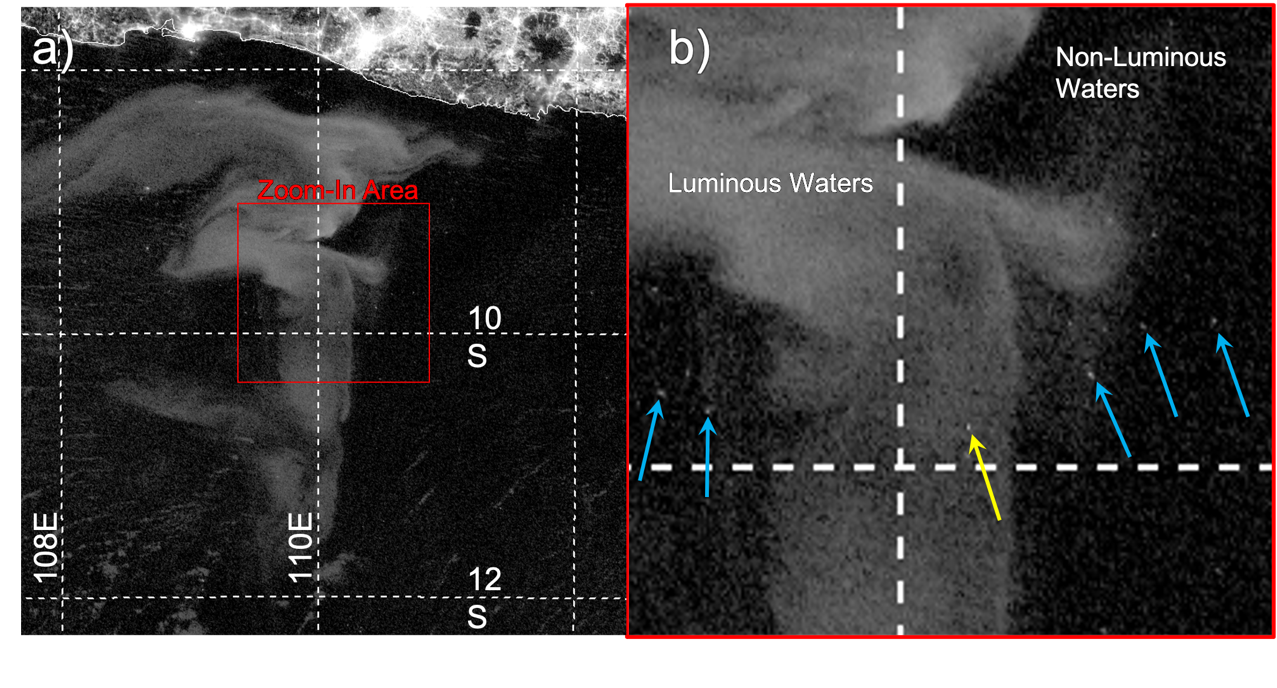 a)
Zoom-In Area
10
S
108E
110E
12
S
b)
Non-Luminous
Waters
Luminous Waters